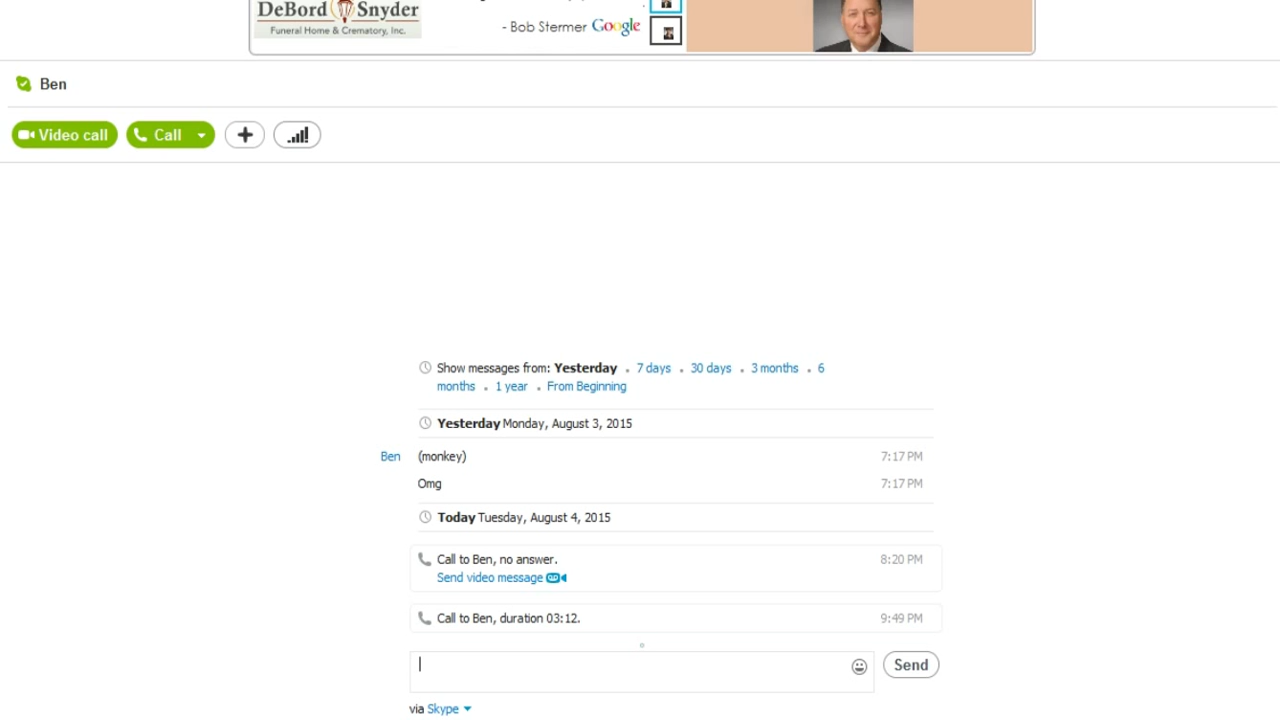 DeBord Snyder
Funeral Home & Crematory, Inc.
- Bob Stermer Google
Ben
Video call
Call
Show messages from: Yesterday . 7 days . 30 days . 3 months . 6
months . 1 year . From Beginning
Yesterday Monday, August 3, 2015
Ben (monkey) 7:17 PM
Omg 7:17 PM
Today Tuesday, August 4, 2015
Call to Ben, no answer. 8:20 PM
Send video message
Call to Ben, duration 03:12. 9:49 PM
Send
via Skype